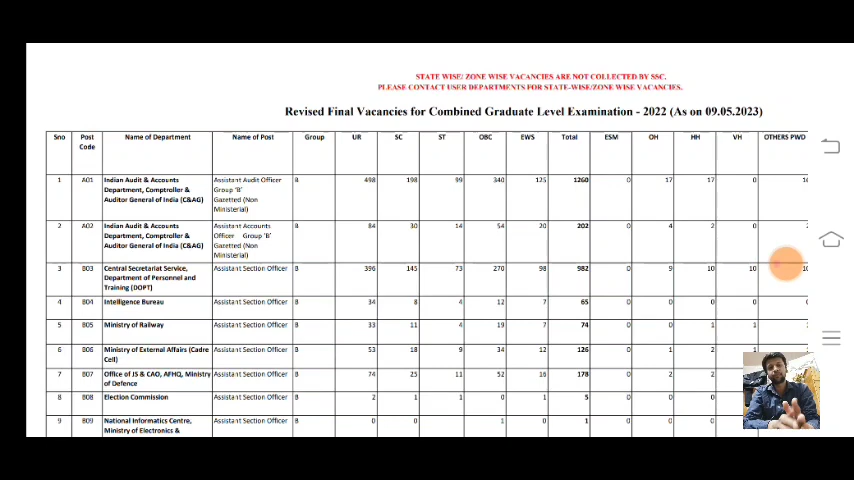 STATE WISE/ ZONE WISE VACANCIES ARE NOT COLLECTED BY SSC.
PLEASE CONTACT USER DEPARTMENTS FOR STATE-WISE/ZONE WISE VACANCIES.
Revised Final Vacancies for Combined Graduate Level Examination - 2022 (As on 09.05.2023)
Sno Post Code Name of Department Name of Post Group UR SC ST OBC EWS Total ESM OH HH VH OTHERS PWD
1 A01 Indian Audit & Accounts Department, Comptroller & Auditor General of India (C&AG) Assistant Audit Officer Group 'B' Gazetted (Non Ministerial) B 498 198 99 340 125 1260 0 17 17 0
2 A02 Indian Audit & Accounts Department, Comptroller & Auditor General of India (C&AG) Assistant Accounts Officer Group 'B' Gazetted (Non Ministerial) B 84 30 14 54 20 202 0 4 2 0
3 B03 Central Secretariat Service, Department of Personnel and Training (DOPT) Assistant Section Officer B 396 145 73 270 98 982 0 9 10 10
4 B04 Intelligence Bureau Assistant Section Officer B 34 8 4 12 7 65 0 0 0 0
5 B05 Ministry of Railway Assistant Section Officer B 33 11 4 19 7 74 0 0 1 1
6 B06 Ministry of External Affairs (Cadre Cell) Assistant Section Officer B 53 18 9 34 12 126 0 1 2
7 B07 Office of JS & CAO, AFHQ, Ministry of Defence Assistant Section Officer B 74 25 11 52 16 178 0 2 2
8 B08 Election Commission Assistant Section Officer B 2 1 1 0 1 5 0 0 0
9 B09 National Informatics Centre, Ministry of Electronics & Assistant Section Officer B 0 0 0 1 0 1 0 0 0